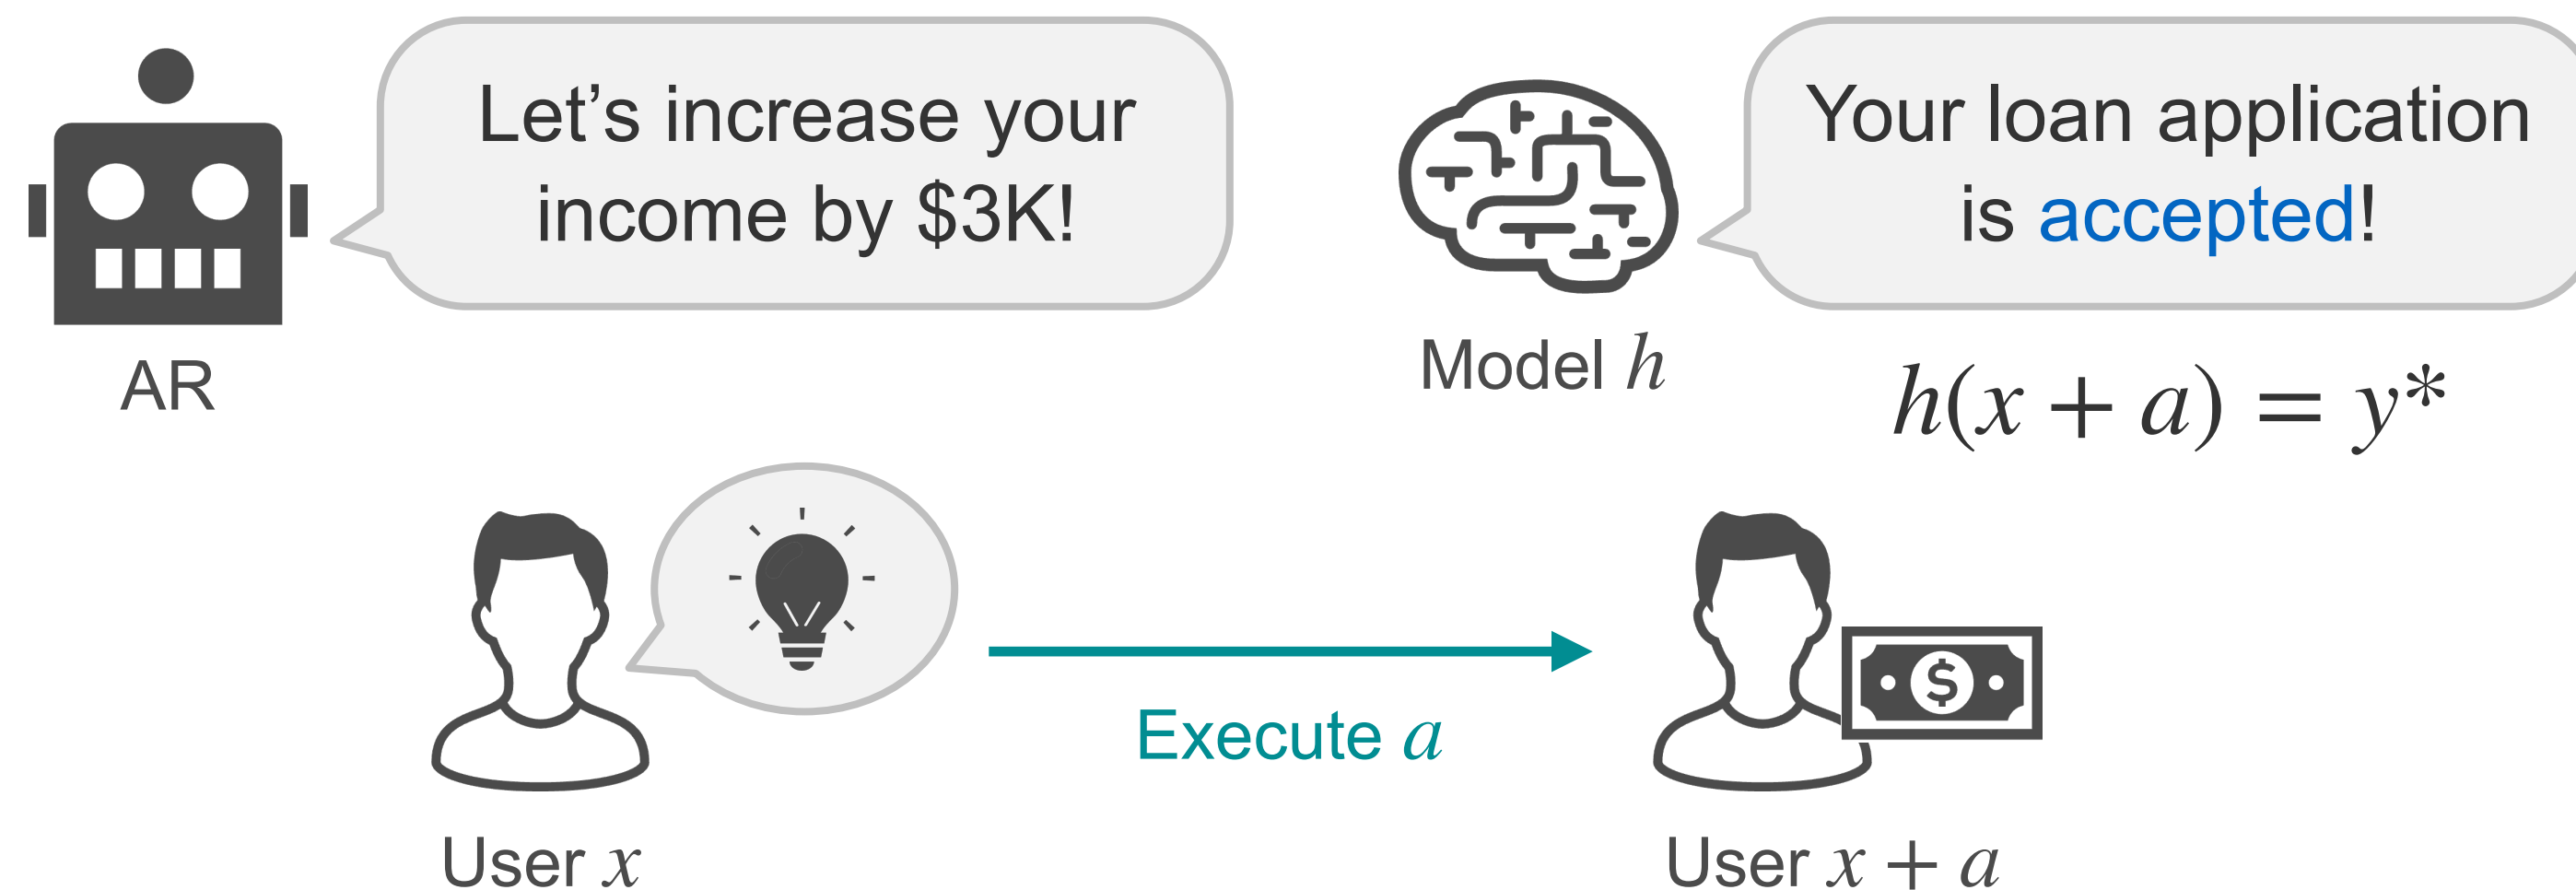 Let's increase your
income by $3K!
AR
Your loan application
is accepted!
Model h
h(x + a) = y*
Execute a
$
User x
User x + a